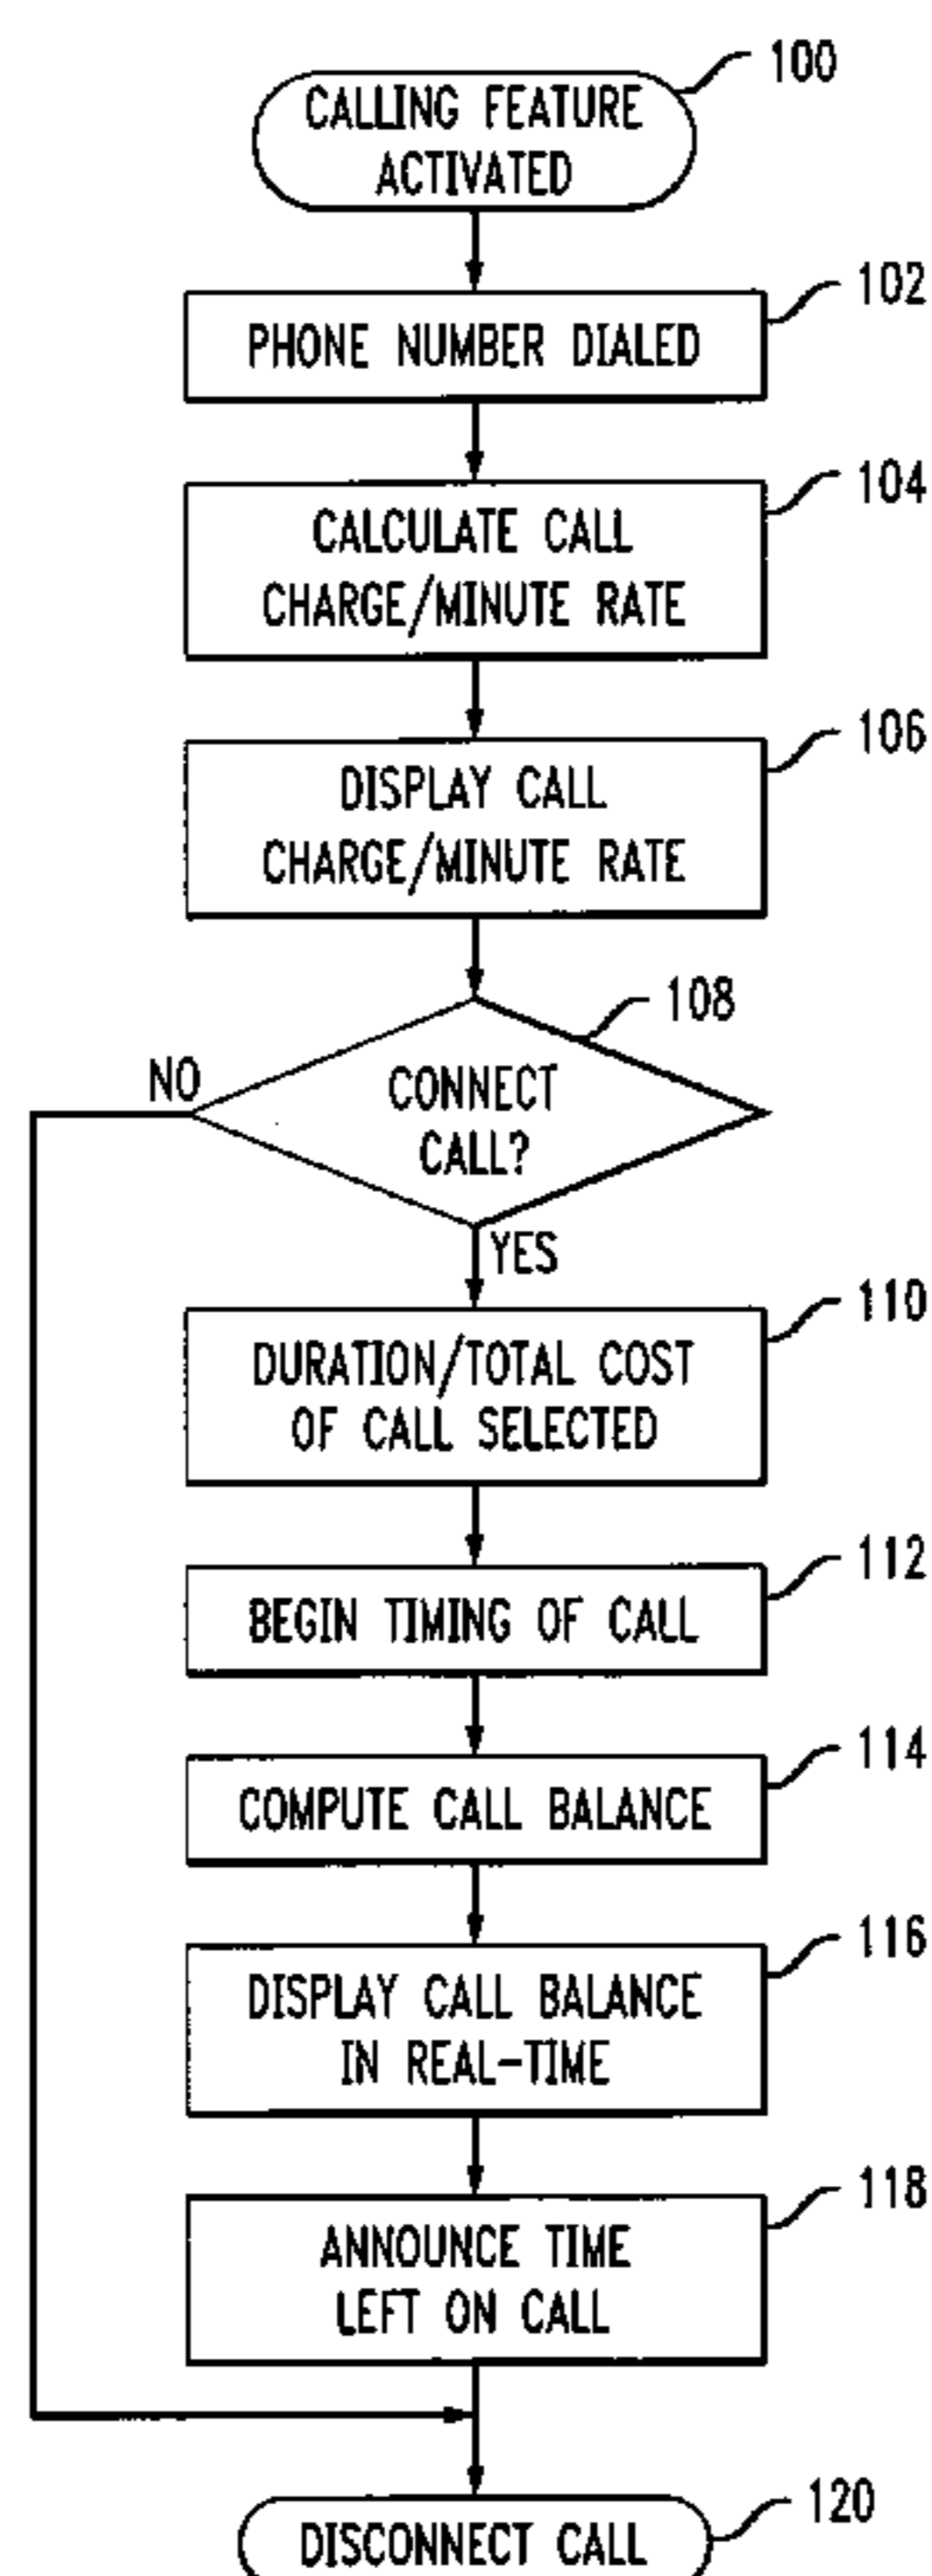 100
CALLING FEATURE
ACTIVATED
102
PHONE NUMBER DIALED
104
CALCULATE CALL
CHARGE/MINUTE RATE
106
DISPLAY CALL
CHARGE/MINUTE RATE
108
NO
CONNECT
CALL?
YES
110
DURATION/TOTAL COST
OF CALL SELECTED
112
BEGIN TIMING OF CALL
114
COMPUTE CALL BALANCE
116
DISPLAY CALL BALANCE
IN REAL-TIME
118
ANNOUNCE TIME
LEFT ON CALL
120
DISCONNECT CALL